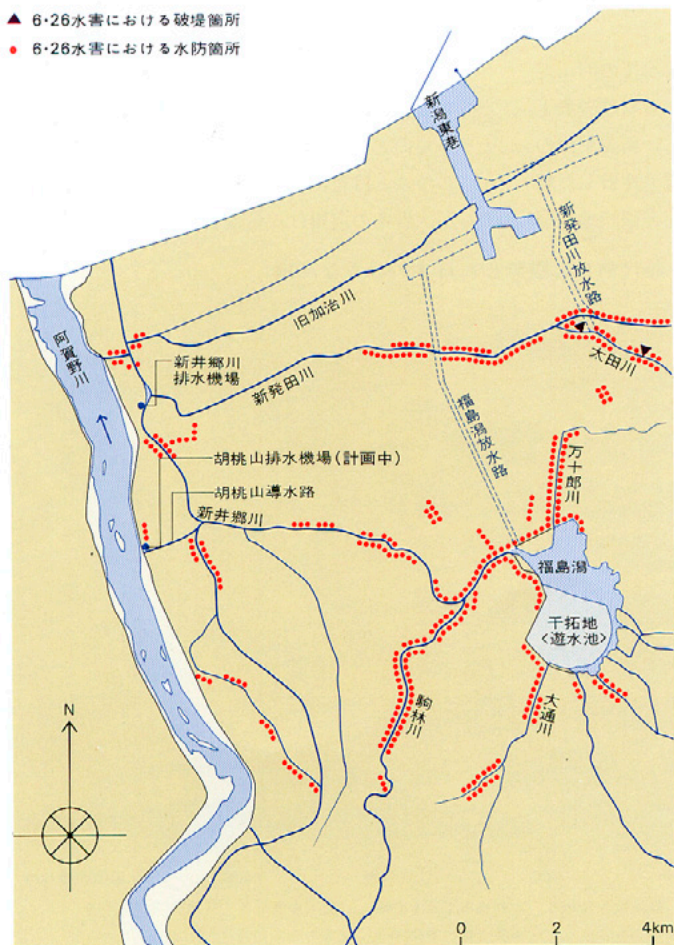 6・26水害における破堤箇所
6・26水害における水防箇所
新潟東港
新発田川放水路
旧加治川
阿賀野川
新井郷川
排水機場
新発田川
太田川
福島潟放水路
胡桃山排水機場(計画中)
万十郎川
胡桃山導水路
新井郷川
福島潟
干拓地
<遊水池>
駒林川
大通川
N
0 2 4km